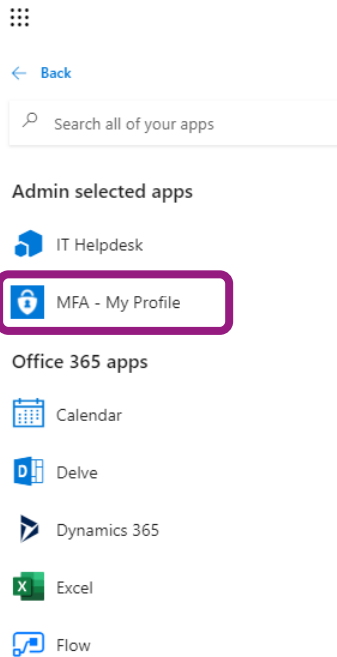 Back
Search all of your apps
Admin selected apps
IT Helpdesk
MFA - My Profile
Office 365 apps
Calendar
D
Delve
Dynamics 365
X
Excel
Flow